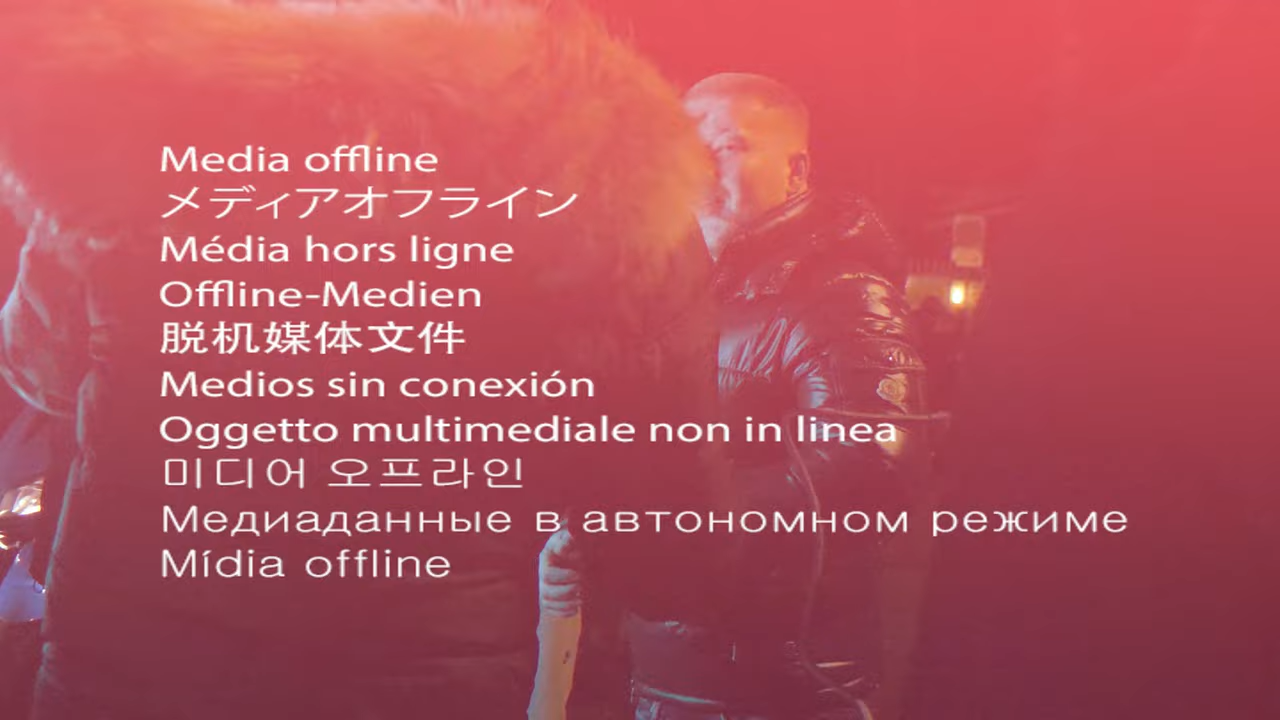 Media offline
メディアオフライン
Média hors ligne
Offline-Medien
脱机媒体文件
Medios sin conexión
Oggetto multimediale non in linea
미디어 오프라인
Медиаданные в автономном режиме
Mídia offline